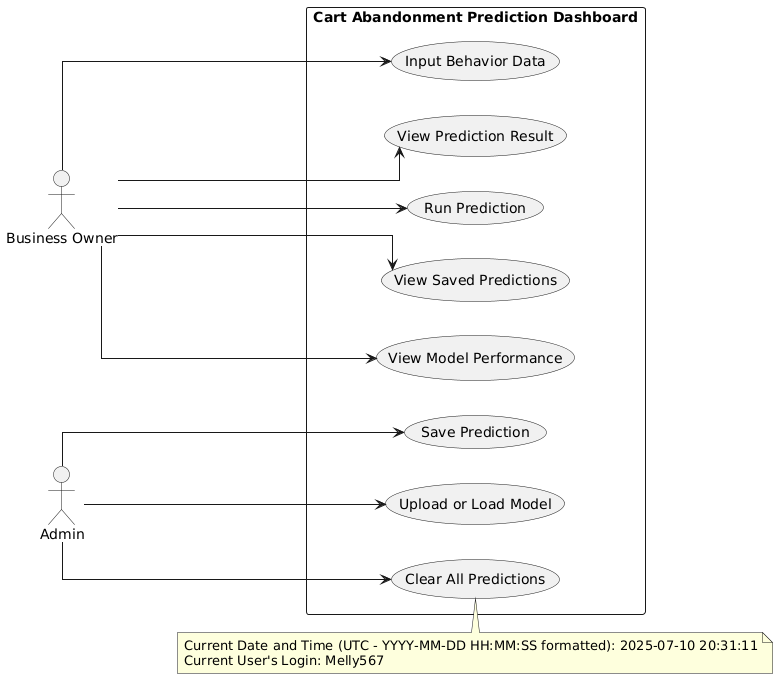 Cart Abandonment Prediction Dashboard
Input Behavior Data
View Prediction Result
Run Prediction
Business Owner
View Saved Predictions
View Model Performance
Save Prediction
Upload or Load Model
Admin
Clear All Predictions
Current Date and Time (UTC - YYYY-MM-DD HH:MM:SS formatted): 2025-07-10 20:31:11
Current User's Login: Melly567